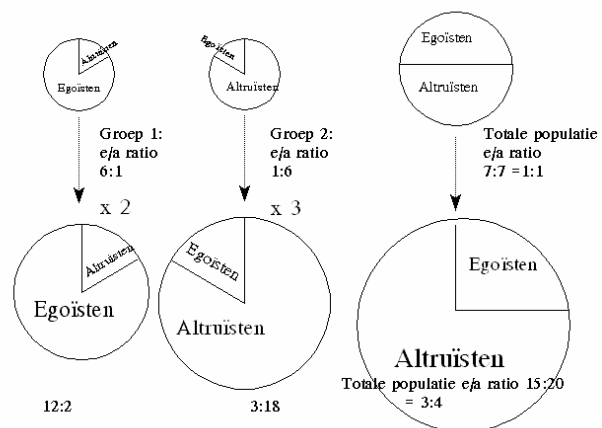 Altruïsten
Egoïsten
Groep 1:
e/a ratio
6:1
x 2
Altruïsten
Egoïsten
12:2
Egoïsten
Altruïsten
Groep 2:
e/a ratio
1:6
x 3
Egoïsten
Altruïsten
3:18
Egoïsten
Altruïsten
Totale populatie
e/a ratio
7:7 =1:1
Egoïsten
Altruïsten
Totale populatie e/a ratio 15:20
= 3:4